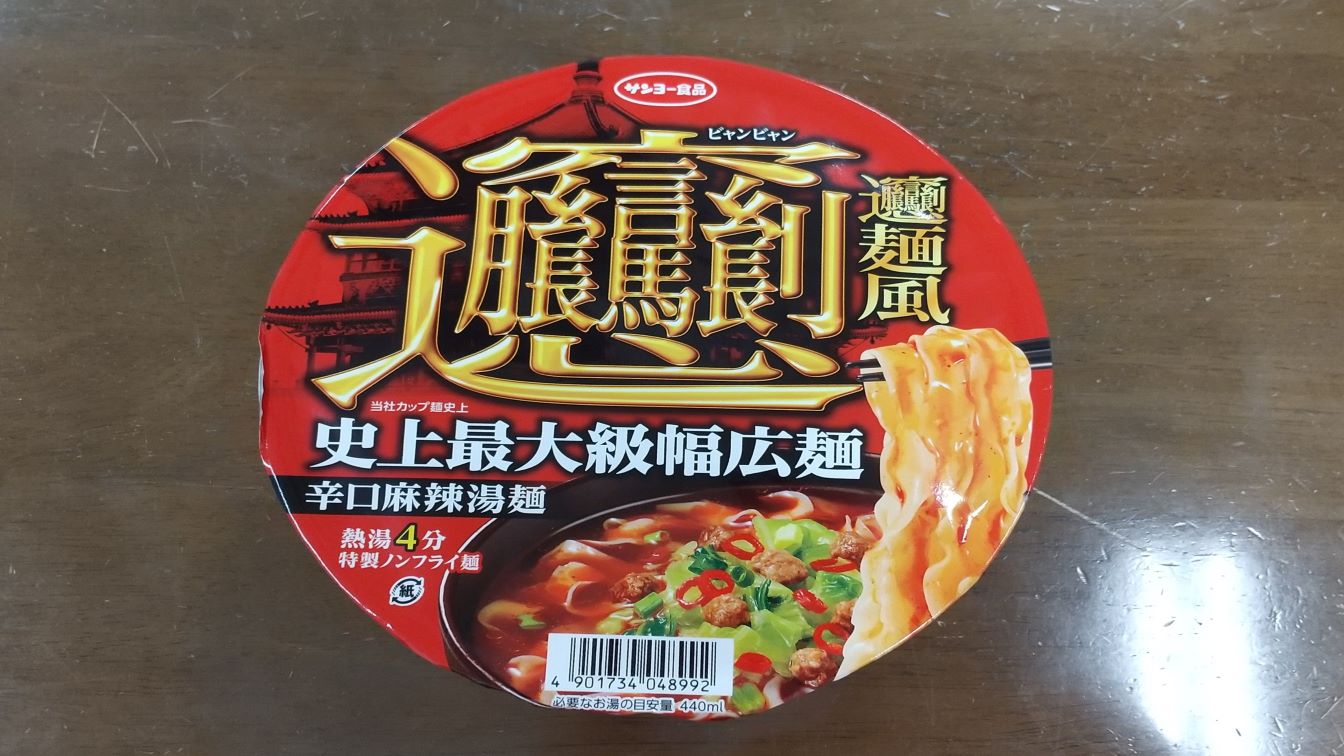 サンヨー食品
ビャンビャン
𰻞
𰻞麺風
当社カップ麺史上
史上最大級幅広麺
辛口麻辣湯麺
熱湯4分
特製ノンフライ麺
紙
4 901734 048992
必要なお湯の目安量 440ml